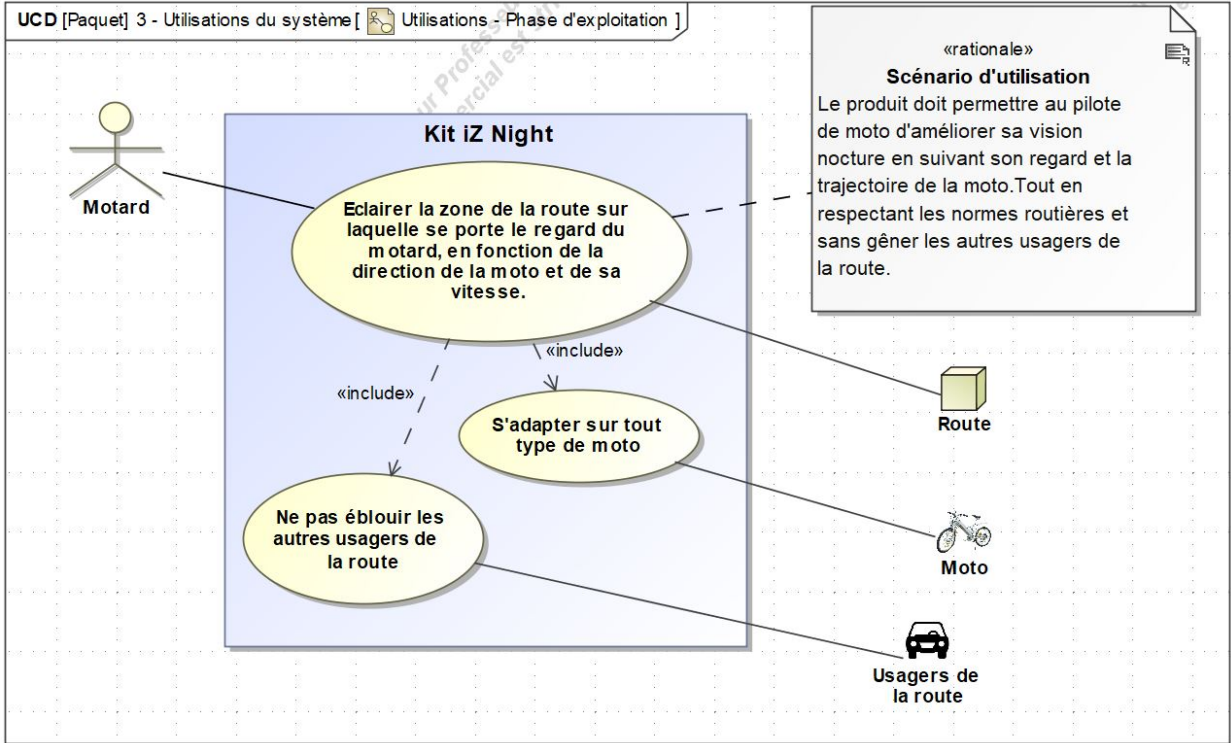 UCD [Paquet] 3 - Utilisations du système[ Utilisations - Phase d'exploitation ]
«rationale»
Scénario d'utilisation
Le produit doit permettre au pilote
de moto d'améliorer sa vision
nocture en suivant son regard et la
trajectoire de la moto.Tout en
respectant les normes routières et
sans gêner les autres usagers de
la route.
Kit iZ Night
Motard
Eclairer la zone de la route sur
laquelle se porte le regard du
motard, en fonction de la
direction de la moto et de sa
vitesse.
«include»
«include»
S'adapter sur tout
type de moto
Route
Ne pas éblouir les
autres usagers de
la route
Moto
Usagers de
la route